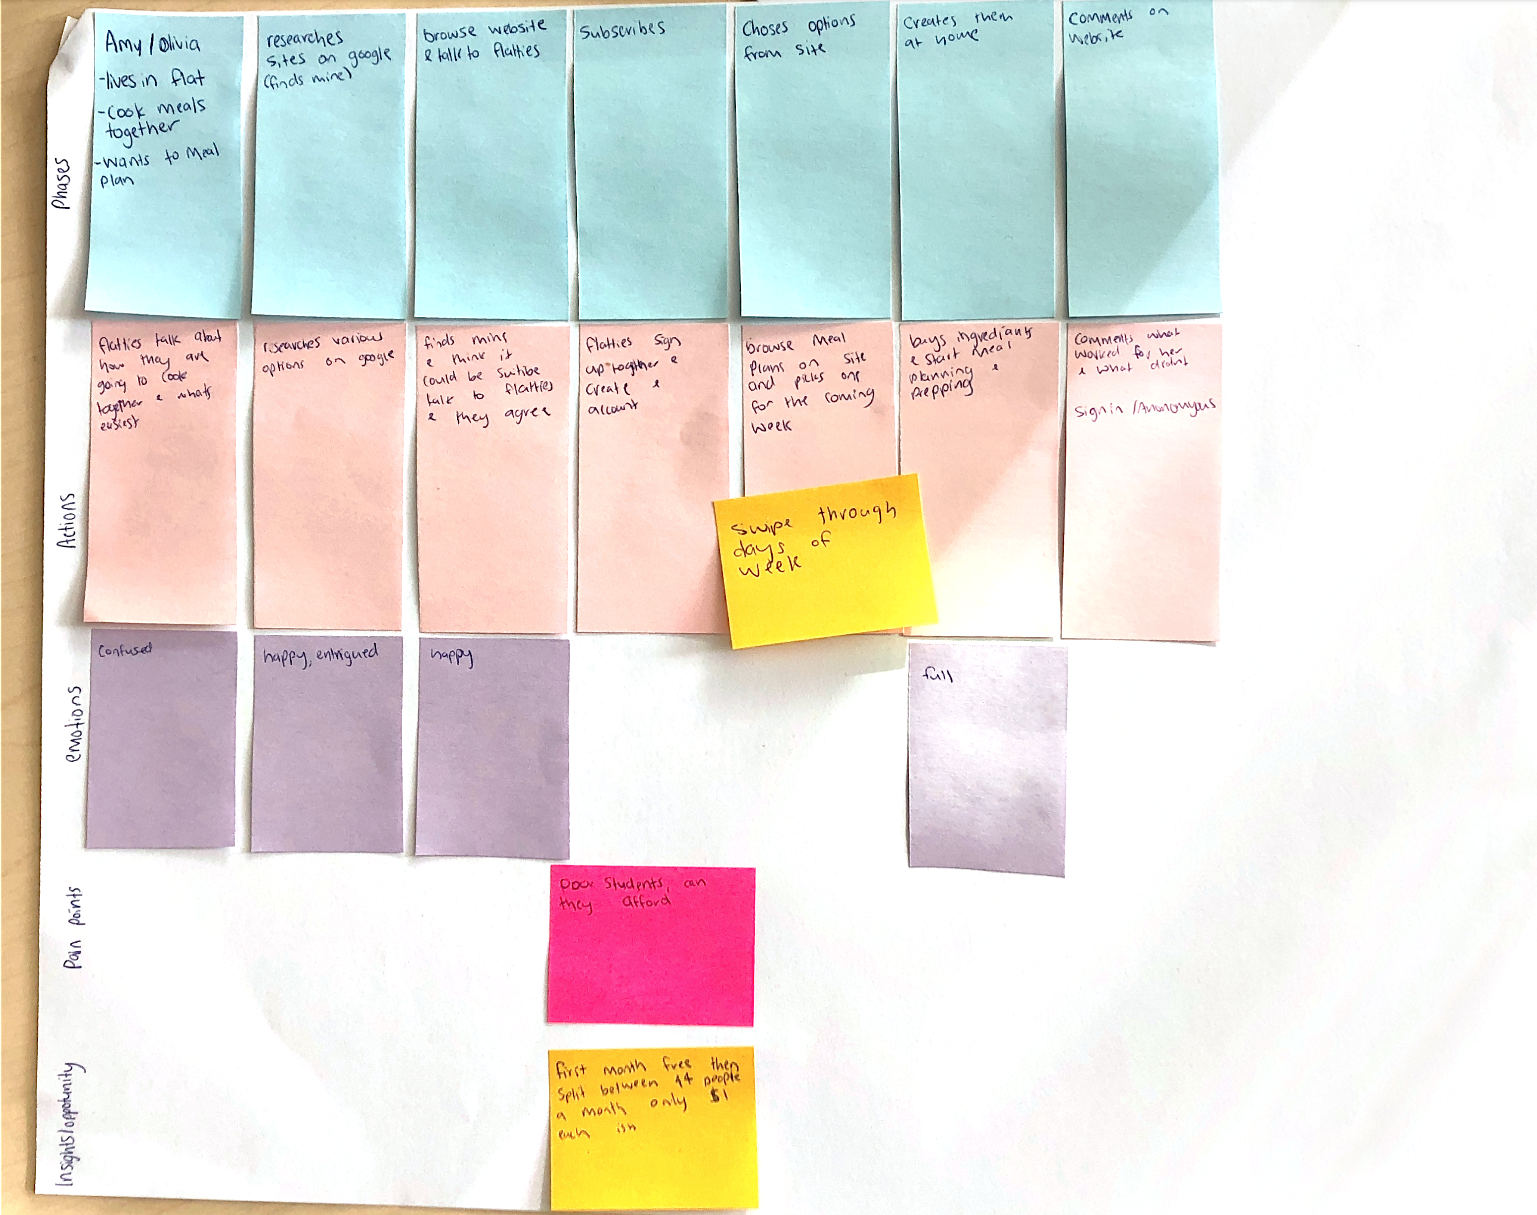 Phases
Amy/Olivia
-lives in flat
-Cook meals
together
-wants to Meal
plan
researches
sites on google
(finds mine)
browse website
& talk to flatties
Subscribes
Choses options
from site
Creates them
at home
Comments on
Website
Actions
flatties talk about
how they are
going to cook
together & whats
easiest
researches various
options on google
finds mine
& think it
could be suitibe
talk to flatties
& they agree
flatties sign
up together &
create &
account
browse Meal
Plans on site
and picks one
for the coming
week
Swipe through
days of
week
buys ingrediants
& start meal
planning &
prepping
Comments what
worked for her
& what didnt
Sign in /Anonoymous
emotions
Confused
happy, entrigued
happy
full
Pain points
Poor Students, can
they afford
Insights/oppotunity
first month free then
split between 44 people
a month only $1
each ish